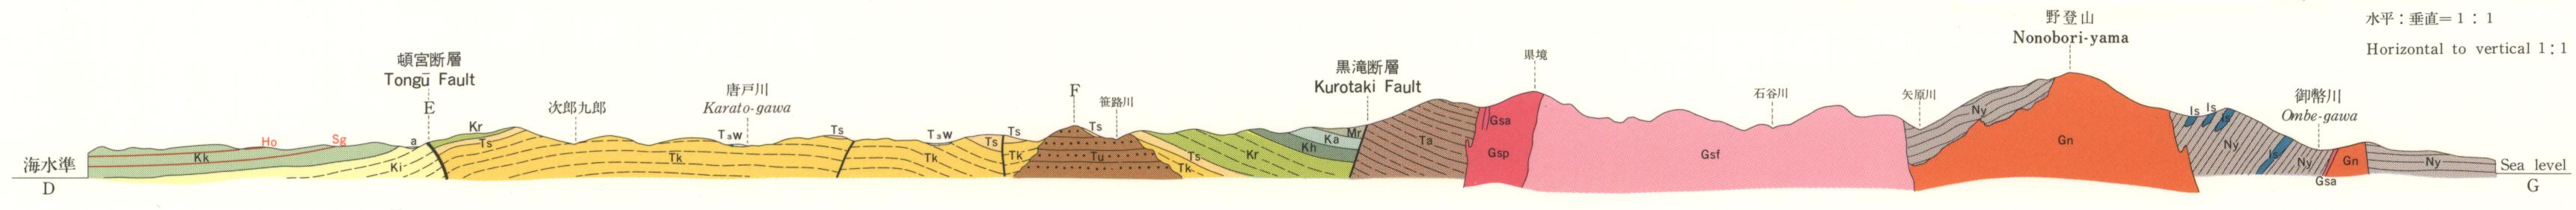 野登山
Nonobori-yama
水平：垂直＝1：1
Horizontal to vertical 1:1
頓宮断層
Tongū Fault
E
次郎九郎
唐戸川
Karato-gawa
F
笹路川
黒滝断層
Kurotaki Fault
県境
石谷川
矢原川
御幣川
Ombe-gawa
海水準
D
Kk
Ho
Sg
a
Ki
Kr
Ts
Tk
T₃w
Ts
T₃w
Tk
Ts
Ts
Tk
Ts
Tu
Ts
Tk
Kr
Kh
Ka
Mr
Ta
Gsa
Gsp
Gsf
Ny
Gn
Is
Is
Is
Ny
Is
Ny
Gsa
Gn
Ny
Sea level
G